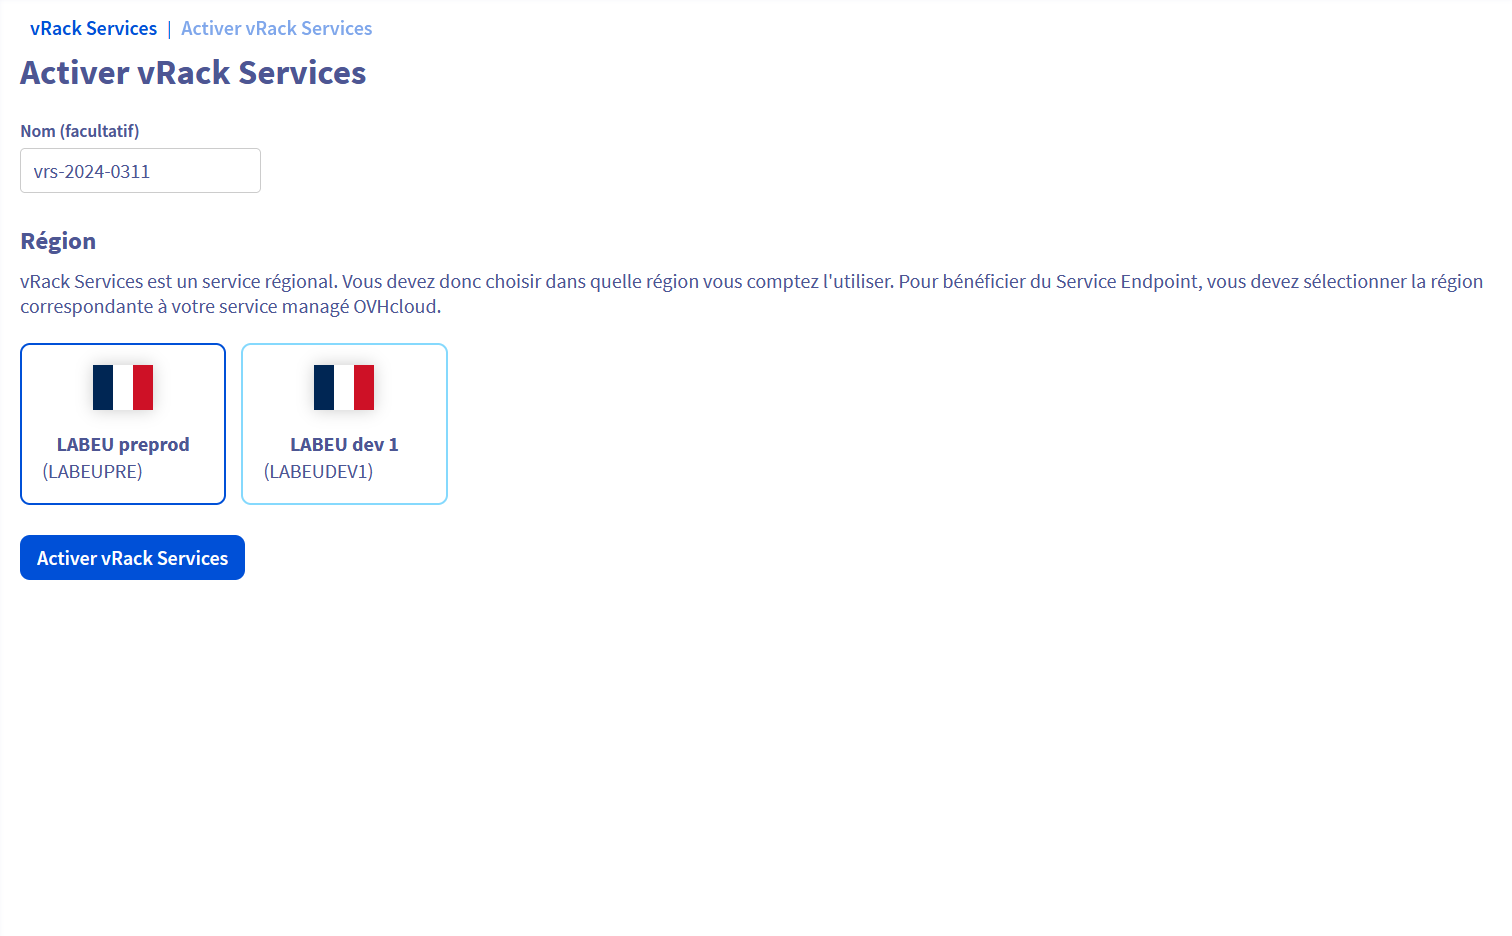 vRack Services | Activer vRack Services
Activer vRack Services
Nom (facultatif)
vrs-2024-0311
Région
vRack Services est un service régional. Vous devez donc choisir dans quelle région vous comptez l'utiliser. Pour bénéficier du Service Endpoint, vous devez sélectionner la région
correspondante à votre service managé OVHcloud.
LABEU preprod
(LABEUPRE)
LABEU dev 1
(LABEUDEV1)
Activer vRack Services